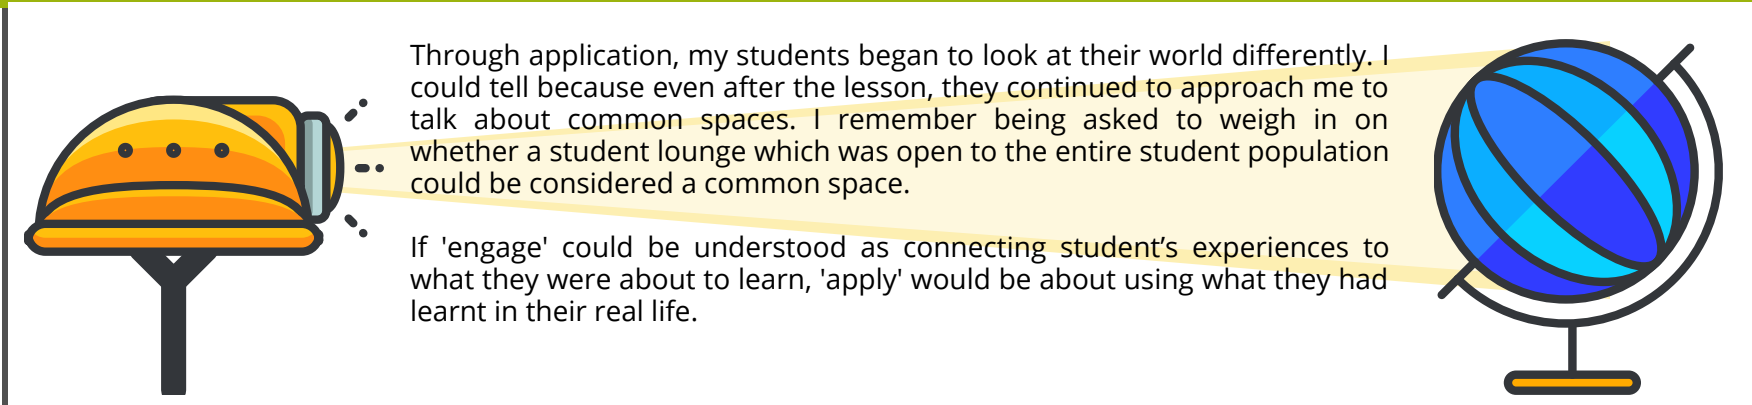 Through application, my students began to look at their world differently. I
could tell because even after the lesson, they continued to approach me to
talk about common spaces. I remember being asked to weigh in on
whether a student lounge which was open to the entire student population
could be considered a common space.
If 'engage' could be understood as connecting student’s experiences to
what they were about to learn, 'apply' would be about using what they had
learnt in their real life.